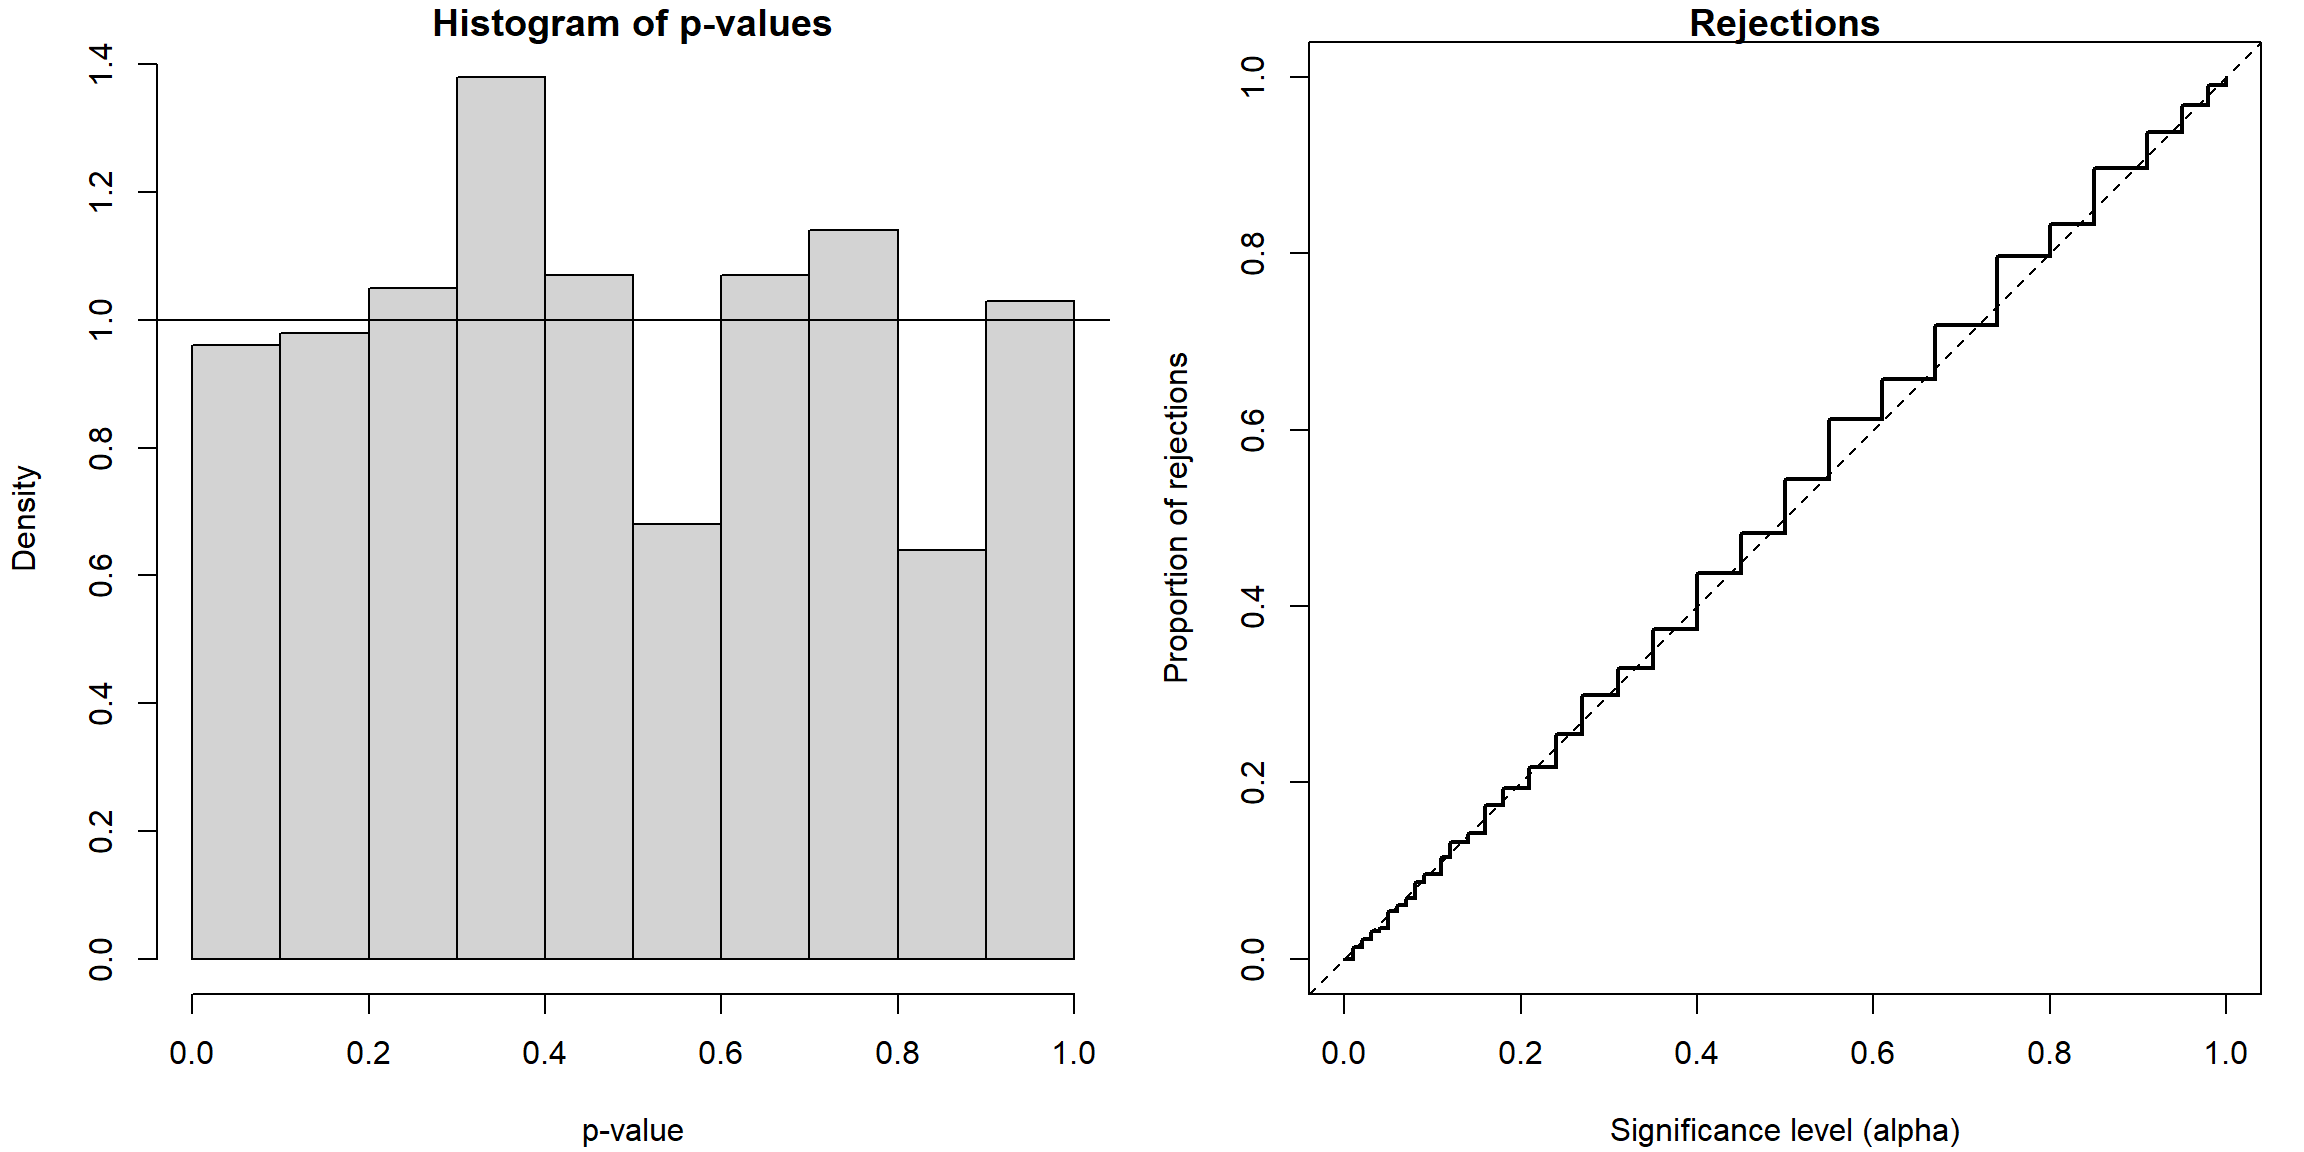 Histogram of p-values
Density
0.0 0.2 0.4 0.6 0.8 1.0 1.2 1.4
0.0 0.2 0.4 0.6 0.8 1.0
p-value
Rejections
Proportion of rejections
0.0 0.2 0.4 0.6 0.8 1.0
0.0 0.2 0.4 0.6 0.8 1.0
Significance level (alpha)